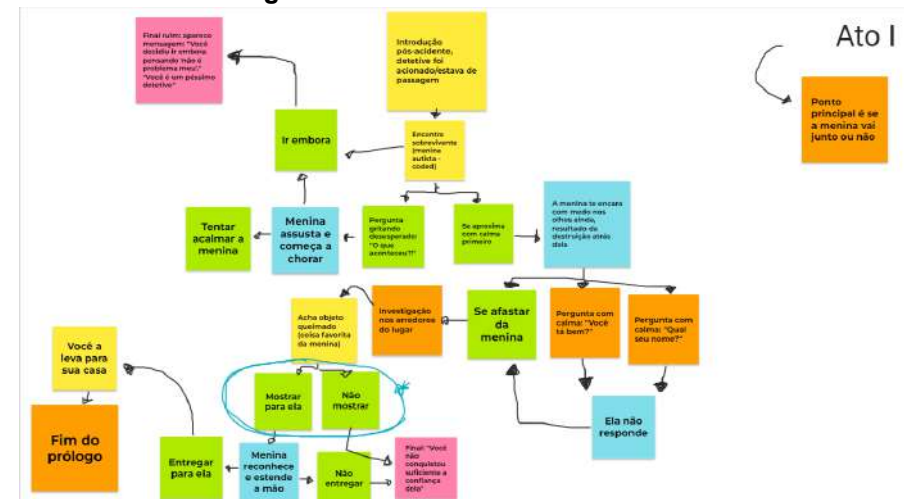 Ato I
Final ruim: aparece
mensagem: "Você
decidiu ir embora
pensando 'não é
problema meu'."
"Você é um péssimo
detetive"
Introdução
pós-acidente,
detetive foi
acionado/estava de
passagem
Ponto
principal é se
a menina vai
junto ou não
Ir embora
Encontra
sobrevivente
(menina
autista -
coded)
Tentar
acalmar a
menina
Menina
assusta e
começa a
chorar
Pergunta
gritando
desesperado:
"O que
aconteceu?!"
Se aproxima
com calma
primeiro
A menina te encara
com medo nos
olhos ainda,
resultado da
destruição atrás
dela
Acha objeto
queimado
(coisa favorita
da menina)
Investigação
nos arredores
do lugar
Se afastar
da
menina
Pergunta com
calma: "Você
tá bem?"
Pergunta com
calma: "Qual
seu nome?"
Você a
leva para
sua casa
Mostrar
para ela
Não
mostrar
Ela não
responde
Fim do
prólogo
Entregar
para ela
Menina
reconhece
e estende
a mão
Não
entregar
Final: "Você
não
conquistou
suficiente a
confiança
dela"